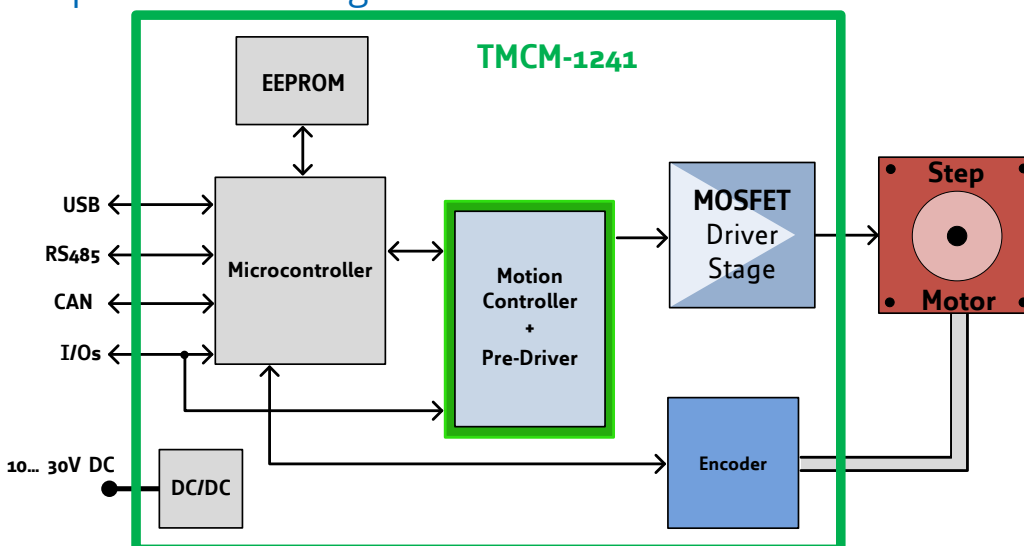 TMCM-1241
EEPROM
USB
RS485
CAN
I/Os
Microcontroller
Motion
Controller
+
Pre-Driver
MOSFET
Driver
Stage
Step
Motor
Encoder
10... 30V DC
DC/DC